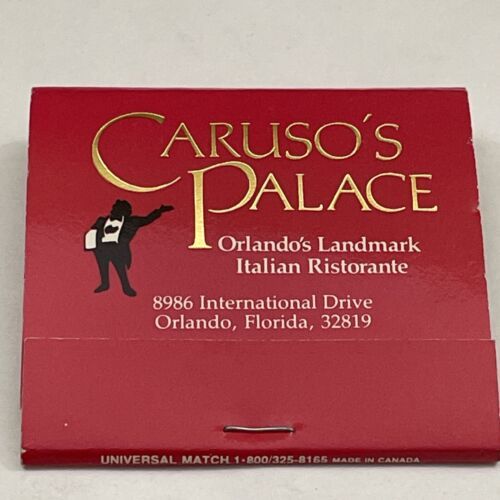 CARUSO'S
PALACE
Orlando's Landmark
Italian Ristorante
8986 International Drive
Orlando, Florida, 32819
UNIVERSAL MATCH 1-800/325-8165 MADE IN CANADA